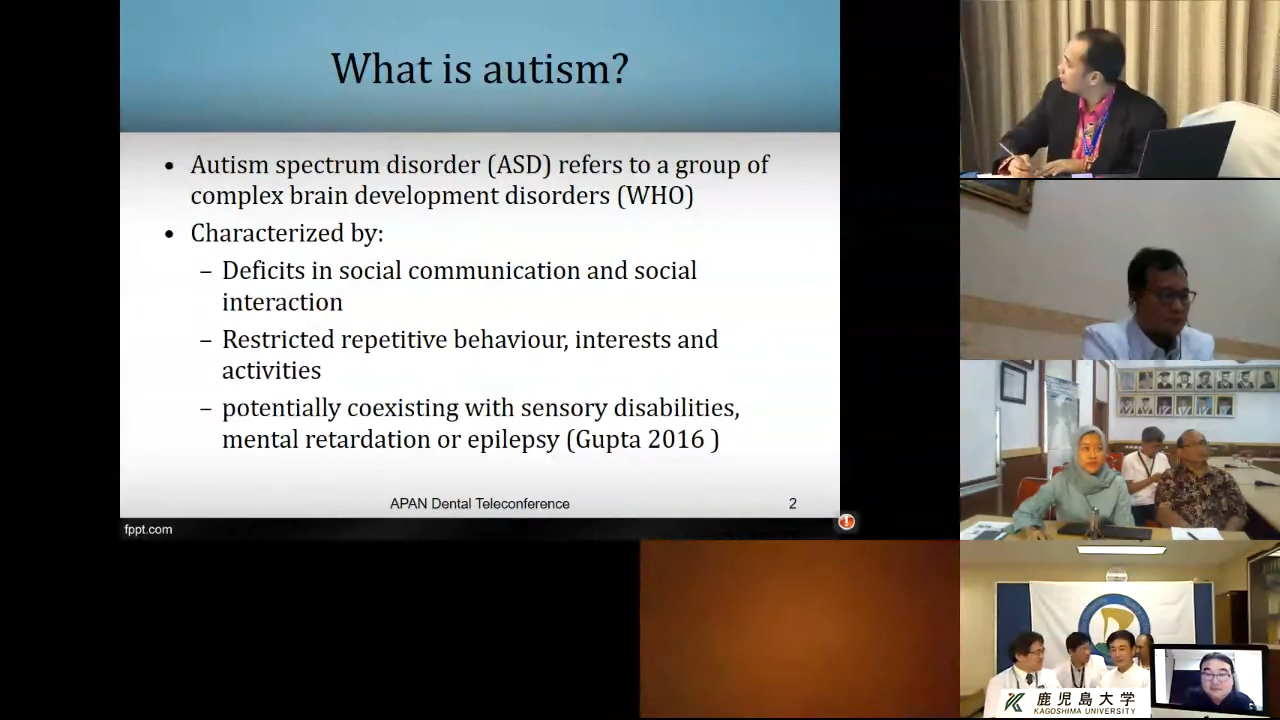 What is autism?
• Autism spectrum disorder (ASD) refers to a group of
complex brain development disorders (WHO)
• Characterized by:
– Deficits in social communication and social
interaction
– Restricted repetitive behaviour, interests and
activities
– potentially coexisting with sensory disabilities,
mental retardation or epilepsy (Gupta 2016 )
APAN Dental Teleconference
2
fppt.com
鹿児島大学
KAGOSHIMA UNIVERSITY